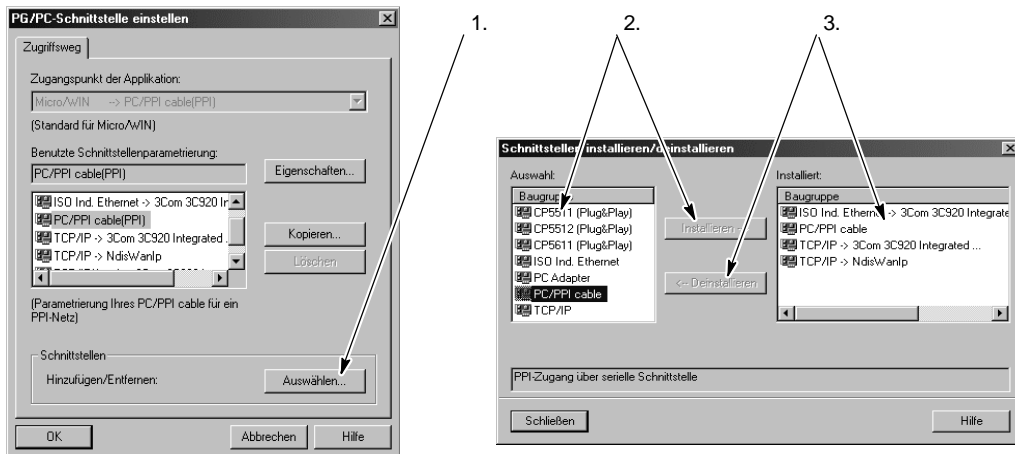 PG/PC-Schnittstelle einstellen
Zugriffsweg
Zugangspunkt der Applikation:
Micro/WIN --> PC/PPI cable(PPI)
(Standard für Micro/WIN)
Benutzte Schnittstellenparametrierung:
PC/PPI cable(PPI)
Eigenschaften...
ISO Ind. Ethernet -> 3Com 3C920 Ir
PC/PPI cable(PPI)
TCP/IP -> 3Com 3C920 Integrated .
TCP/IP -> NdisWanIp
Kopieren...
Löschen
(Parametrierung Ihres PC/PPI cable für ein
PPI-Netz)
Schnittstellen
Hinzufügen/Entfernen:
Auswählen...
OK
Abbrechen
Hilfe
1.
2.
3.
Schnittstellen installieren/deinstallieren
Auswahl:
Baugruppe
CP5511 (Plug&Play)
CP5512 (Plug&Play)
CP5611 (Plug&Play)
ISO Ind. Ethernet
PC Adapter
PC/PPI cable
TCP/IP
Installieren -->
<-- Deinstallieren
Installiert:
Baugruppe
ISO Ind. Ethernet -> 3Com 3C920 Integrate
PC/PPI cable
TCP/IP -> 3Com 3C920 Integrated ...
TCP/IP -> NdisWanIp
PPI-Zugang über serielle Schnittstelle
Schließen
Hilfe